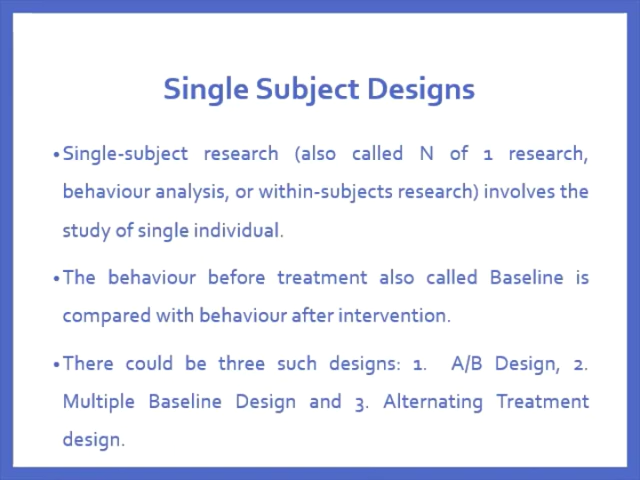 Single Subject Designs
•Single-subject research (also called N of 1 research,
behaviour analysis, or within-subjects research) involves the
study of single individual.
•The behaviour before treatment also called Baseline is
compared with behaviour after intervention.
•There could be three such designs: 1. A/B Design, 2.
Multiple Baseline Design and 3. Alternating Treatment
design.